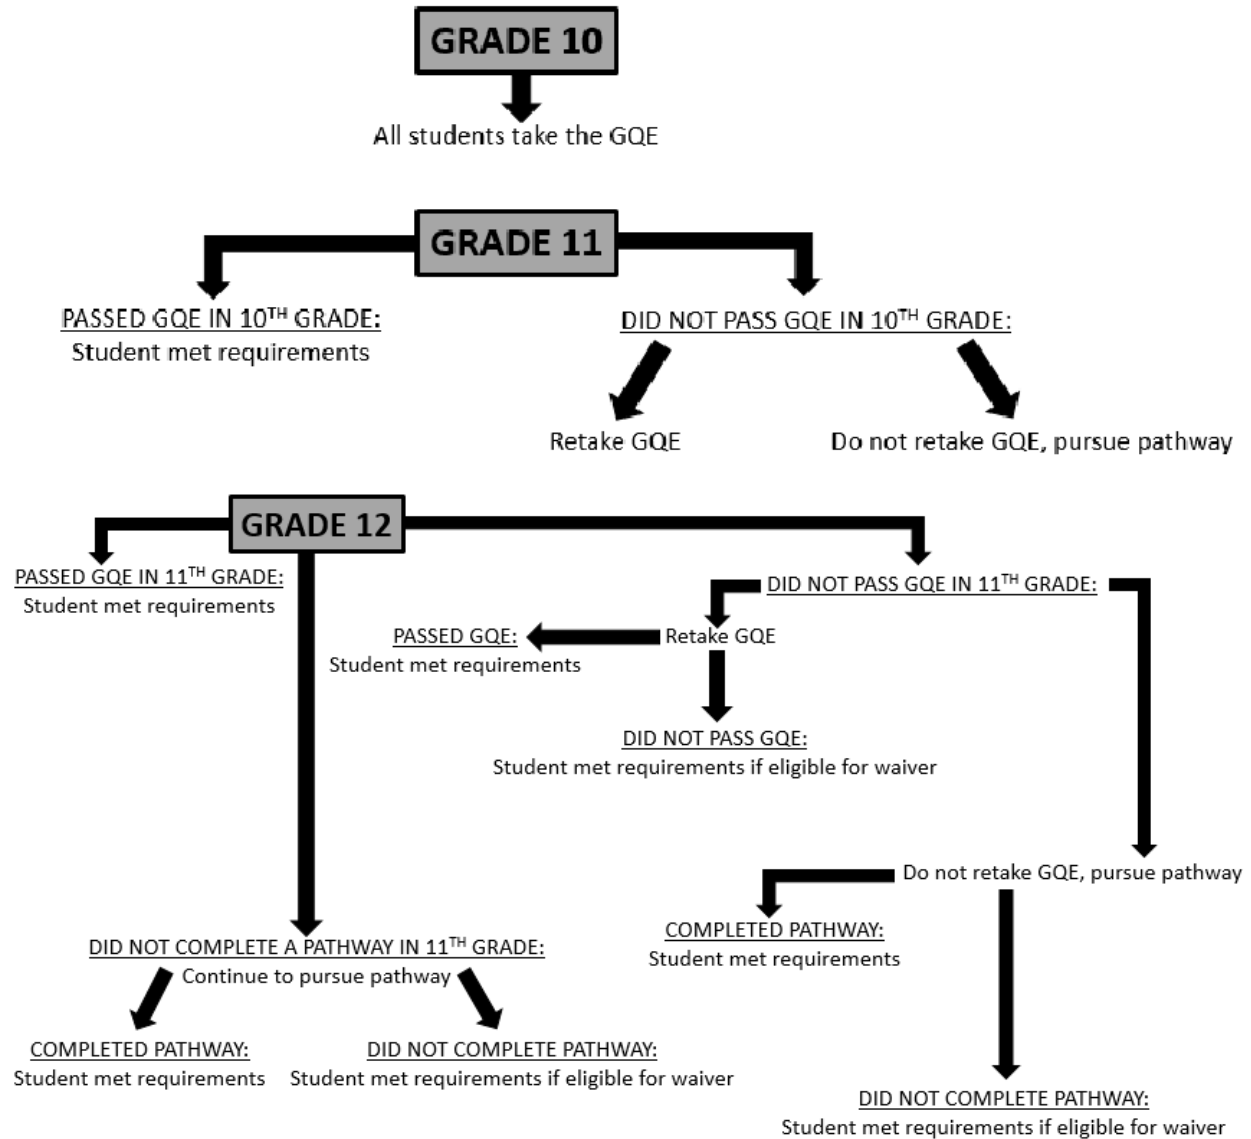 GRADE 10
All students take the GQE
GRADE 11
PASSED GQE IN 10TH GRADE:
Student met requirements
DID NOT PASS GQE IN 10TH GRADE:
Retake GQE
Do not retake GQE, pursue pathway
GRADE 12
PASSED GQE IN 11TH GRADE:
Student met requirements
DID NOT PASS GQE IN 11TH GRADE:
Retake GQE
PASSED GQE:
Student met requirements
DID NOT PASS GQE:
Student met requirements if eligible for waiver
Do not retake GQE, pursue pathway
COMPLETED PATHWAY:
Student met requirements
DID NOT COMPLETE PATHWAY:
Student met requirements if eligible for waiver
DID NOT COMPLETE A PATHWAY IN 11TH GRADE:
Continue to pursue pathway
COMPLETED PATHWAY:
Student met requirements
DID NOT COMPLETE PATHWAY:
Student met requirements if eligible for waiver